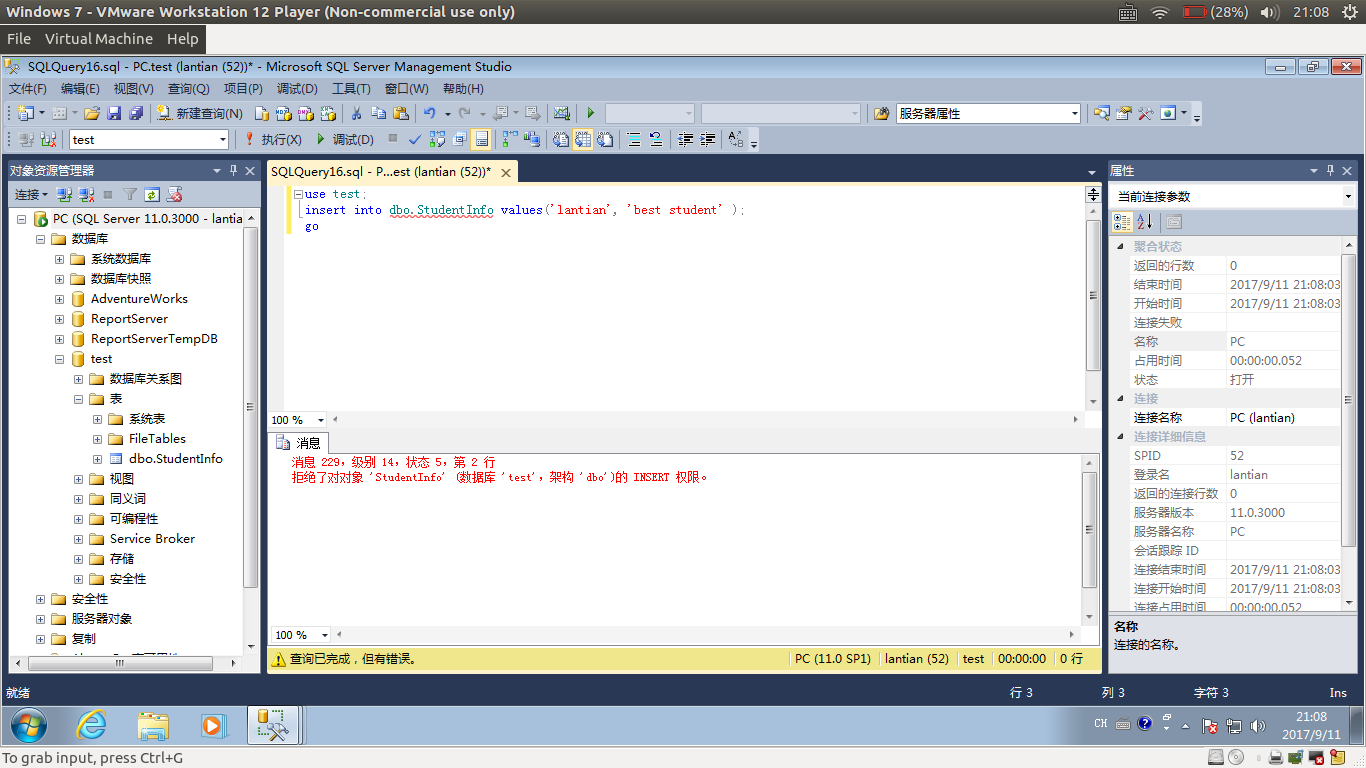 Windows 7 - VMware Workstation 12 Player (Non-commercial use only)
(28%)
21:08
File Virtual Machine Help
SQLQuery16.sql - PC.test (lantian (52))* - Microsoft SQL Server Management Studio
文件(F) 编辑(E) 视图(V) 查询(Q) 项目(P) 调试(D) 工具(T) 窗口(W) 帮助(H)
新建查询(N)
服务器属性
test
执行(X)
调试(D)
对象资源管理器
连接
PC (SQL Server 11.0.3000 - lantia
数据库
系统数据库
数据库快照
AdventureWorks
ReportServer
ReportServerTempDB
test
数据库关系图
表
系统表
FileTables
dbo.StudentInfo
视图
同义词
可编程性
Service Broker
存储
安全性
安全性
服务器对象
复制
SQLQuery16.sql - P...est (lantian (52))*
use test;
insert into dbo.StudentInfo values('lantian', 'best student' );
go
100 %
消息
消息 229，级别 14，状态 5，第 2 行
拒绝了对对象 'StudentInfo' (数据库 'test'，架构 'dbo')的 INSERT 权限。
100 %
查询已完成，但有错误。
PC (11.0 SP1)
lantian (52)
test
00:00:00
0 行
属性
当前连接参数
聚合状态
返回的行数 0
结束时间 2017/9/11 21:08:03
开始时间 2017/9/11 21:08:03
连接失败
名称 PC
占用时间 00:00:00.052
状态 打开
连接
连接名称 PC (lantian)
连接详细信息
SPID 52
登录名 lantian
返回的连接行数 0
服务器版本 11.0.3000
服务器名称 PC
会话跟踪 ID
连接结束时间 2017/9/11 21:08:03
连接开始时间 2017/9/11 21:08:03
连接占用时间 00:00:00.052
名称
连接的名称。
就绪
行 3
列 3
字符 3
Ins
CH
21:08
2017/9/11
To grab input, press Ctrl+G